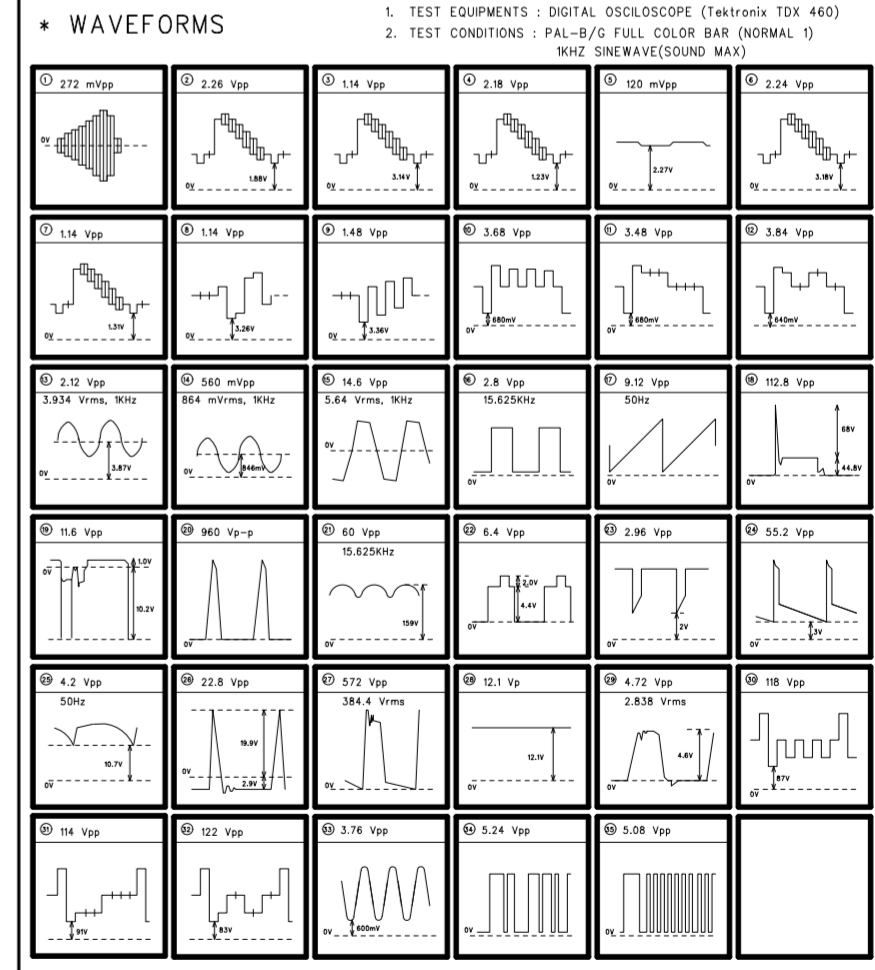 * WAVEFORMS
1. TEST EQUIPMENTS : DIGITAL OSCILOSCOPE (Tektronix TDX 460)
2. TEST CONDITIONS : PAL-B/G FULL COLOR BAR (NORMAL 1)
1KHZ SINEWAVE(SOUND MAX)
① 272 mVpp
0V
② 2.26 Vpp
1.88V
0V
③ 1.14 Vpp
3.14V
0V
④ 2.18 Vpp
1.23V
0V
⑤ 120 mVpp
2.27V
0V
⑥ 2.24 Vpp
3.18V
0V
⑦ 1.14 Vpp
1.31V
0V
⑧ 1.14 Vpp
3.26V
0V
⑨ 1.48 Vpp
3.36V
0V
⑩ 3.68 Vpp
680mV
0V
⑪ 3.48 Vpp
680mV
0V
⑫ 3.84 Vpp
640mV
0V
⑬ 2.12 Vpp
3.934 Vrms, 1KHz
3.87V
0V
⑭ 560 mVpp
864 mVrms, 1KHz
846mV
0V
⑮ 14.6 Vpp
5.64 Vrms, 1KHz
0V
⑯ 2.8 Vpp
15.625KHz
0V
⑰ 9.12 Vpp
50Hz
0V
⑱ 112.8 Vpp
68V
44.8V
0V
⑲ 11.6 Vpp
1.0V
0V
10.2V
⑳ 960 Vp-p
0V
㉑ 60 Vpp
15.625KHz
159V
0V
㉒ 6.4 Vpp
2.0V
4.4V
0V
㉓ 2.96 Vpp
2V
0V
㉔ 55.2 Vpp
3V
0V
㉕ 4.2 Vpp
50Hz
10.7V
0V
㉖ 22.8 Vpp
19.9V
0V
2.9V
㉗ 572 Vpp
384.4 Vrms
0V
㉘ 12.1 Vp
12.1V
0V
㉙ 4.72 Vpp
2.838 Vrms
4.6V
0V
㉚ 118 Vpp
87V
0V
㉛ 114 Vpp
91V
0V
㉜ 122 Vpp
83V
0V
㉝ 3.76 Vpp
600mV
0V
㉞ 5.24 Vpp
0V
㉟ 5.08 Vpp
0V